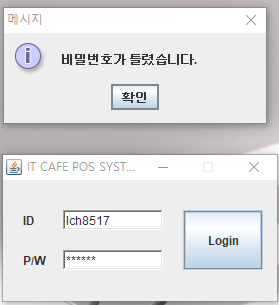 메시지
비밀번호가 틀렸습니다.
확인
IT CAFE POS SYST...
ID lch8517
P/W ******
Login